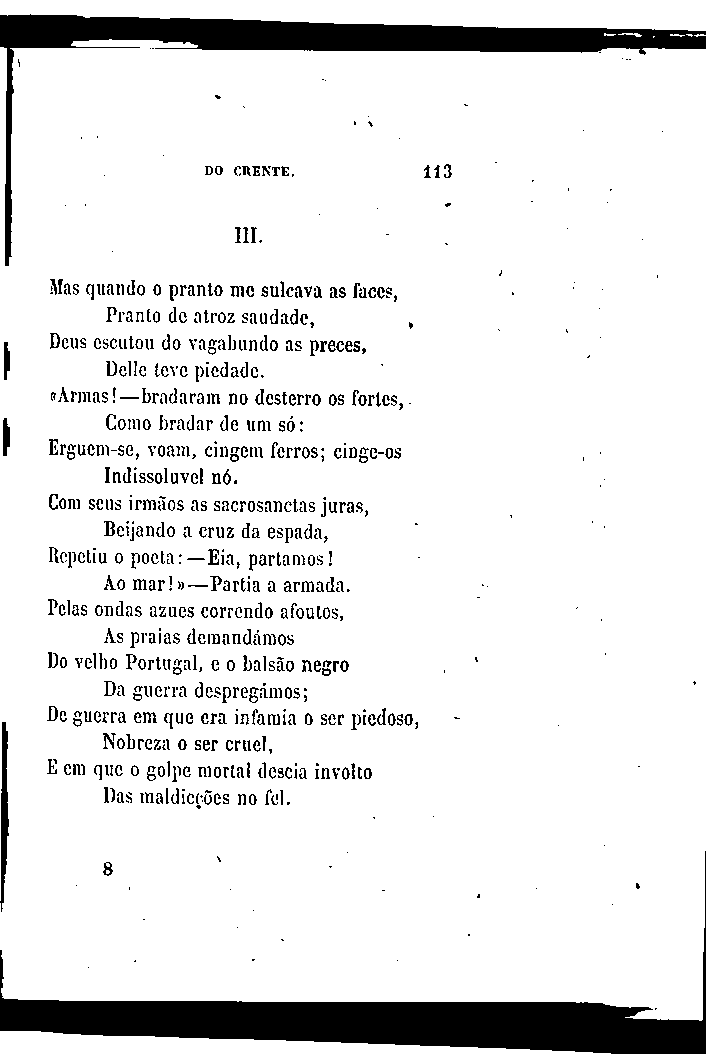 DO CRENTE. 113
III.
Mas quando o pranto me sulcava as faces,
Pranto de atroz saudade,
Deus escutou do vagabundo as preces,
Delle teve piedade.
«Armas!—bradaram no desterro os fortes,
Como bradar de um só:
Erguem-se, voam, cingem ferros; cinge-os
Indissoluvel nó.
Com seus irmãos as sacrosanctas juras,
Beijando a cruz da espada,
Repetiu o poeta:—Eia, partamos!
Ao mar!»—Partia a armada.
Pelas ondas azues correndo afoutos,
As praias demandámos
Do velho Portugal, e o balsão negro
Da guerra despregámos;
De guerra em que era infamia o ser piedoso,
Nobreza o ser cruel,
E em que o golpe mortal descia involto
Das maldicções no fel.
8